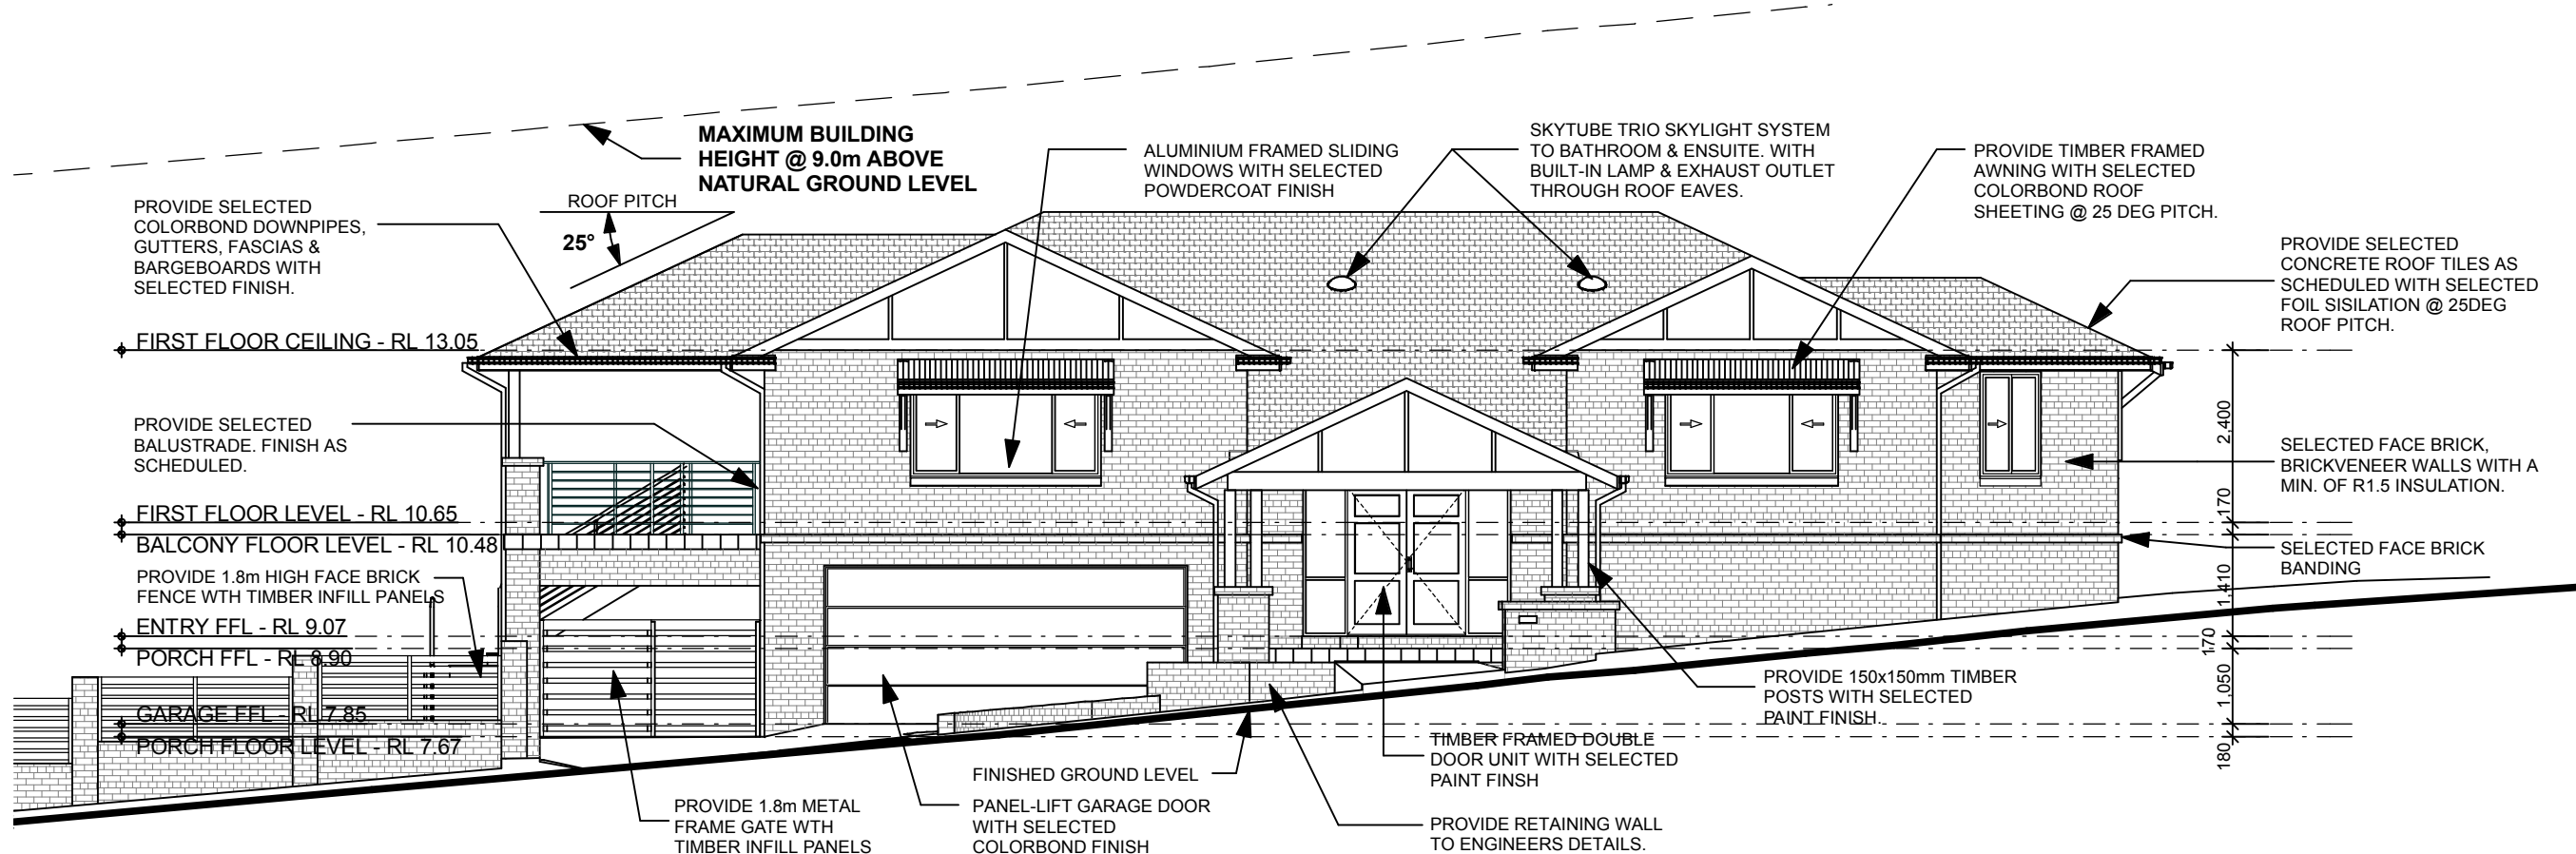 MAXIMUM BUILDING
HEIGHT @ 9.0m ABOVE
NATURAL GROUND LEVEL
ROOF PITCH
25°
PROVIDE SELECTED
COLORBOND DOWNPIPES,
GUTTERS, FASCIAS &
BARGEBOARDS WITH
SELECTED FINISH.
ALUMINIUM FRAMED SLIDING
WINDOWS WITH SELECTED
POWDERCOAT FINISH
SKYTUBE TRIO SKYLIGHT SYSTEM
TO BATHROOM & ENSUITE. WITH
BUILT-IN LAMP & EXHAUST OUTLET
THROUGH ROOF EAVES.
PROVIDE TIMBER FRAMED
AWNING WITH SELECTED
COLORBOND ROOF
SHEETING @ 25 DEG PITCH.
PROVIDE SELECTED
CONCRETE ROOF TILES AS
SCHEDULED WITH SELECTED
FOIL SISILATION @ 25DEG
ROOF PITCH.
FIRST FLOOR CEILING - RL 13.05
PROVIDE SELECTED
BALUSTRADE. FINISH AS
SCHEDULED.
FIRST FLOOR LEVEL - RL 10.65
BALCONY FLOOR LEVEL - RL 10.48
PROVIDE 1.8m HIGH FACE BRICK
FENCE WTH TIMBER INFILL PANELS
ENTRY FFL - RL 9.07
PORCH FFL - RL 8.90
GARAGE FFL - RL 7.85
PORCH FLOOR LEVEL - RL 7.67
2,400
170
1,410
170
1,050
180
SELECTED FACE BRICK,
BRICKVENEER WALLS WITH A
MIN. OF R1.5 INSULATION.
SELECTED FACE BRICK
BANDING
PROVIDE 150x150mm TIMBER
POSTS WITH SELECTED
PAINT FINISH.
TIMBER FRAMED DOUBLE
DOOR UNIT WITH SELECTED
PAINT FINSH
FINISHED GROUND LEVEL
PROVIDE 1.8m METAL
FRAME GATE WTH
TIMBER INFILL PANELS
PANEL-LIFT GARAGE DOOR
WITH SELECTED
COLORBOND FINISH
PROVIDE RETAINING WALL
TO ENGINEERS DETAILS.